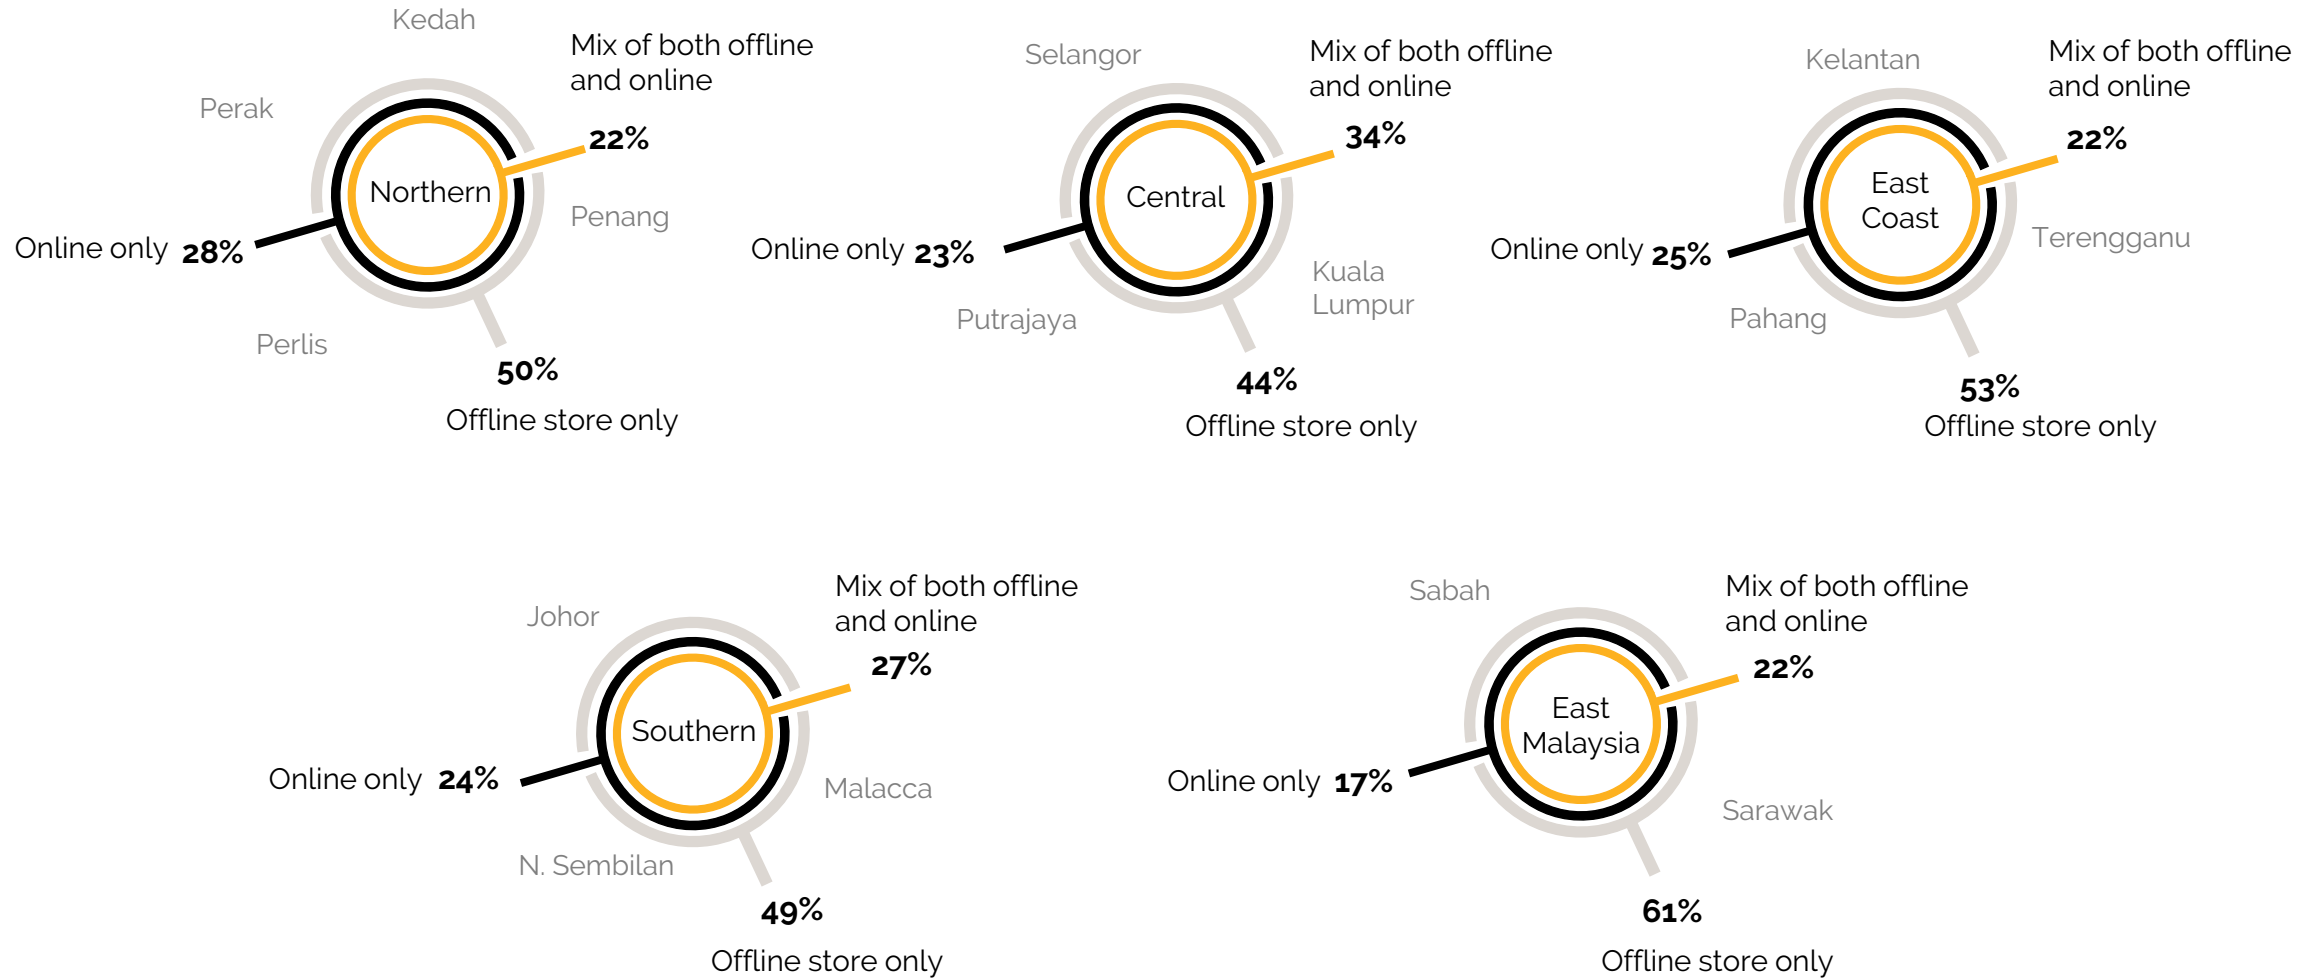 Kedah
Mix of both offline
and online
22%
Perak
Northern
Penang
Online only 28%
Perlis
50%
Offline store only
Selangor
Mix of both offline
and online
34%
Central
Online only 23%
Kuala
Lumpur
Putrajaya
44%
Offline store only
Kelantan
Mix of both offline
and online
22%
East
Coast
Terengganu
Online only 25%
Pahang
53%
Offline store only
Johor
Mix of both offline
and online
27%
Southern
Online only 24%
Malacca
N. Sembilan
49%
Offline store only
Sabah
Mix of both offline
and online
22%
East
Malaysia
Online only 17%
Sarawak
61%
Offline store only